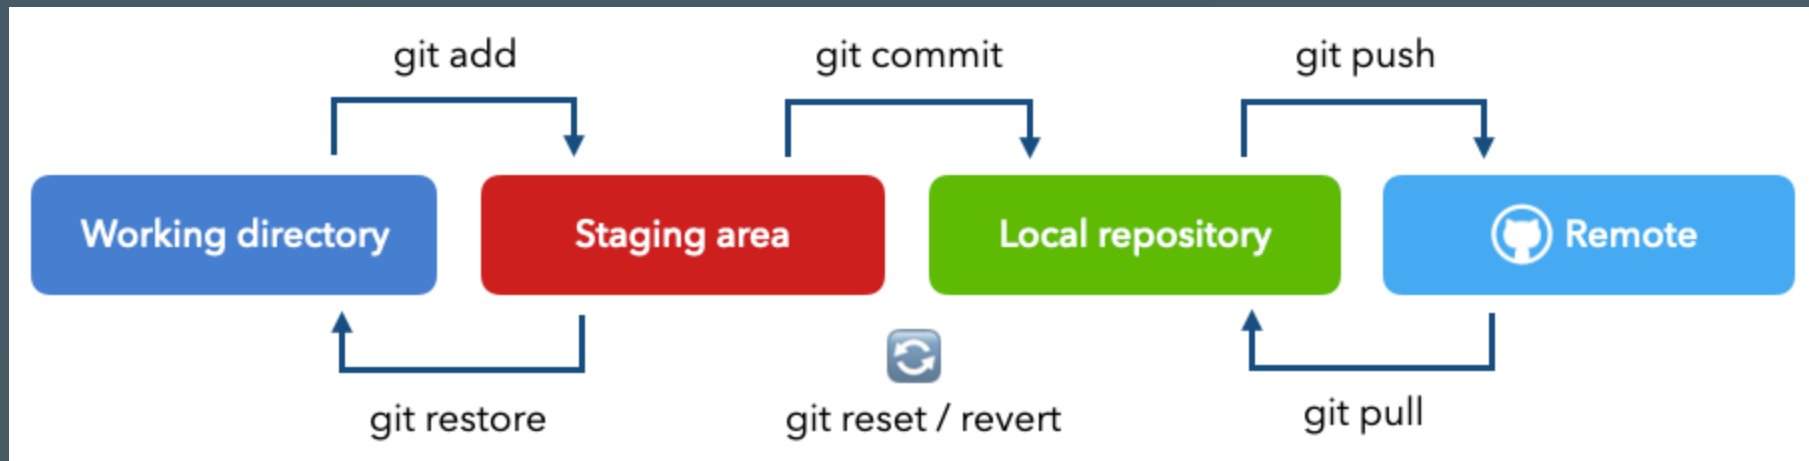 git add
git commit
git push
Working directory
Staging area
Local repository
Remote
git restore
git reset / revert
git pull